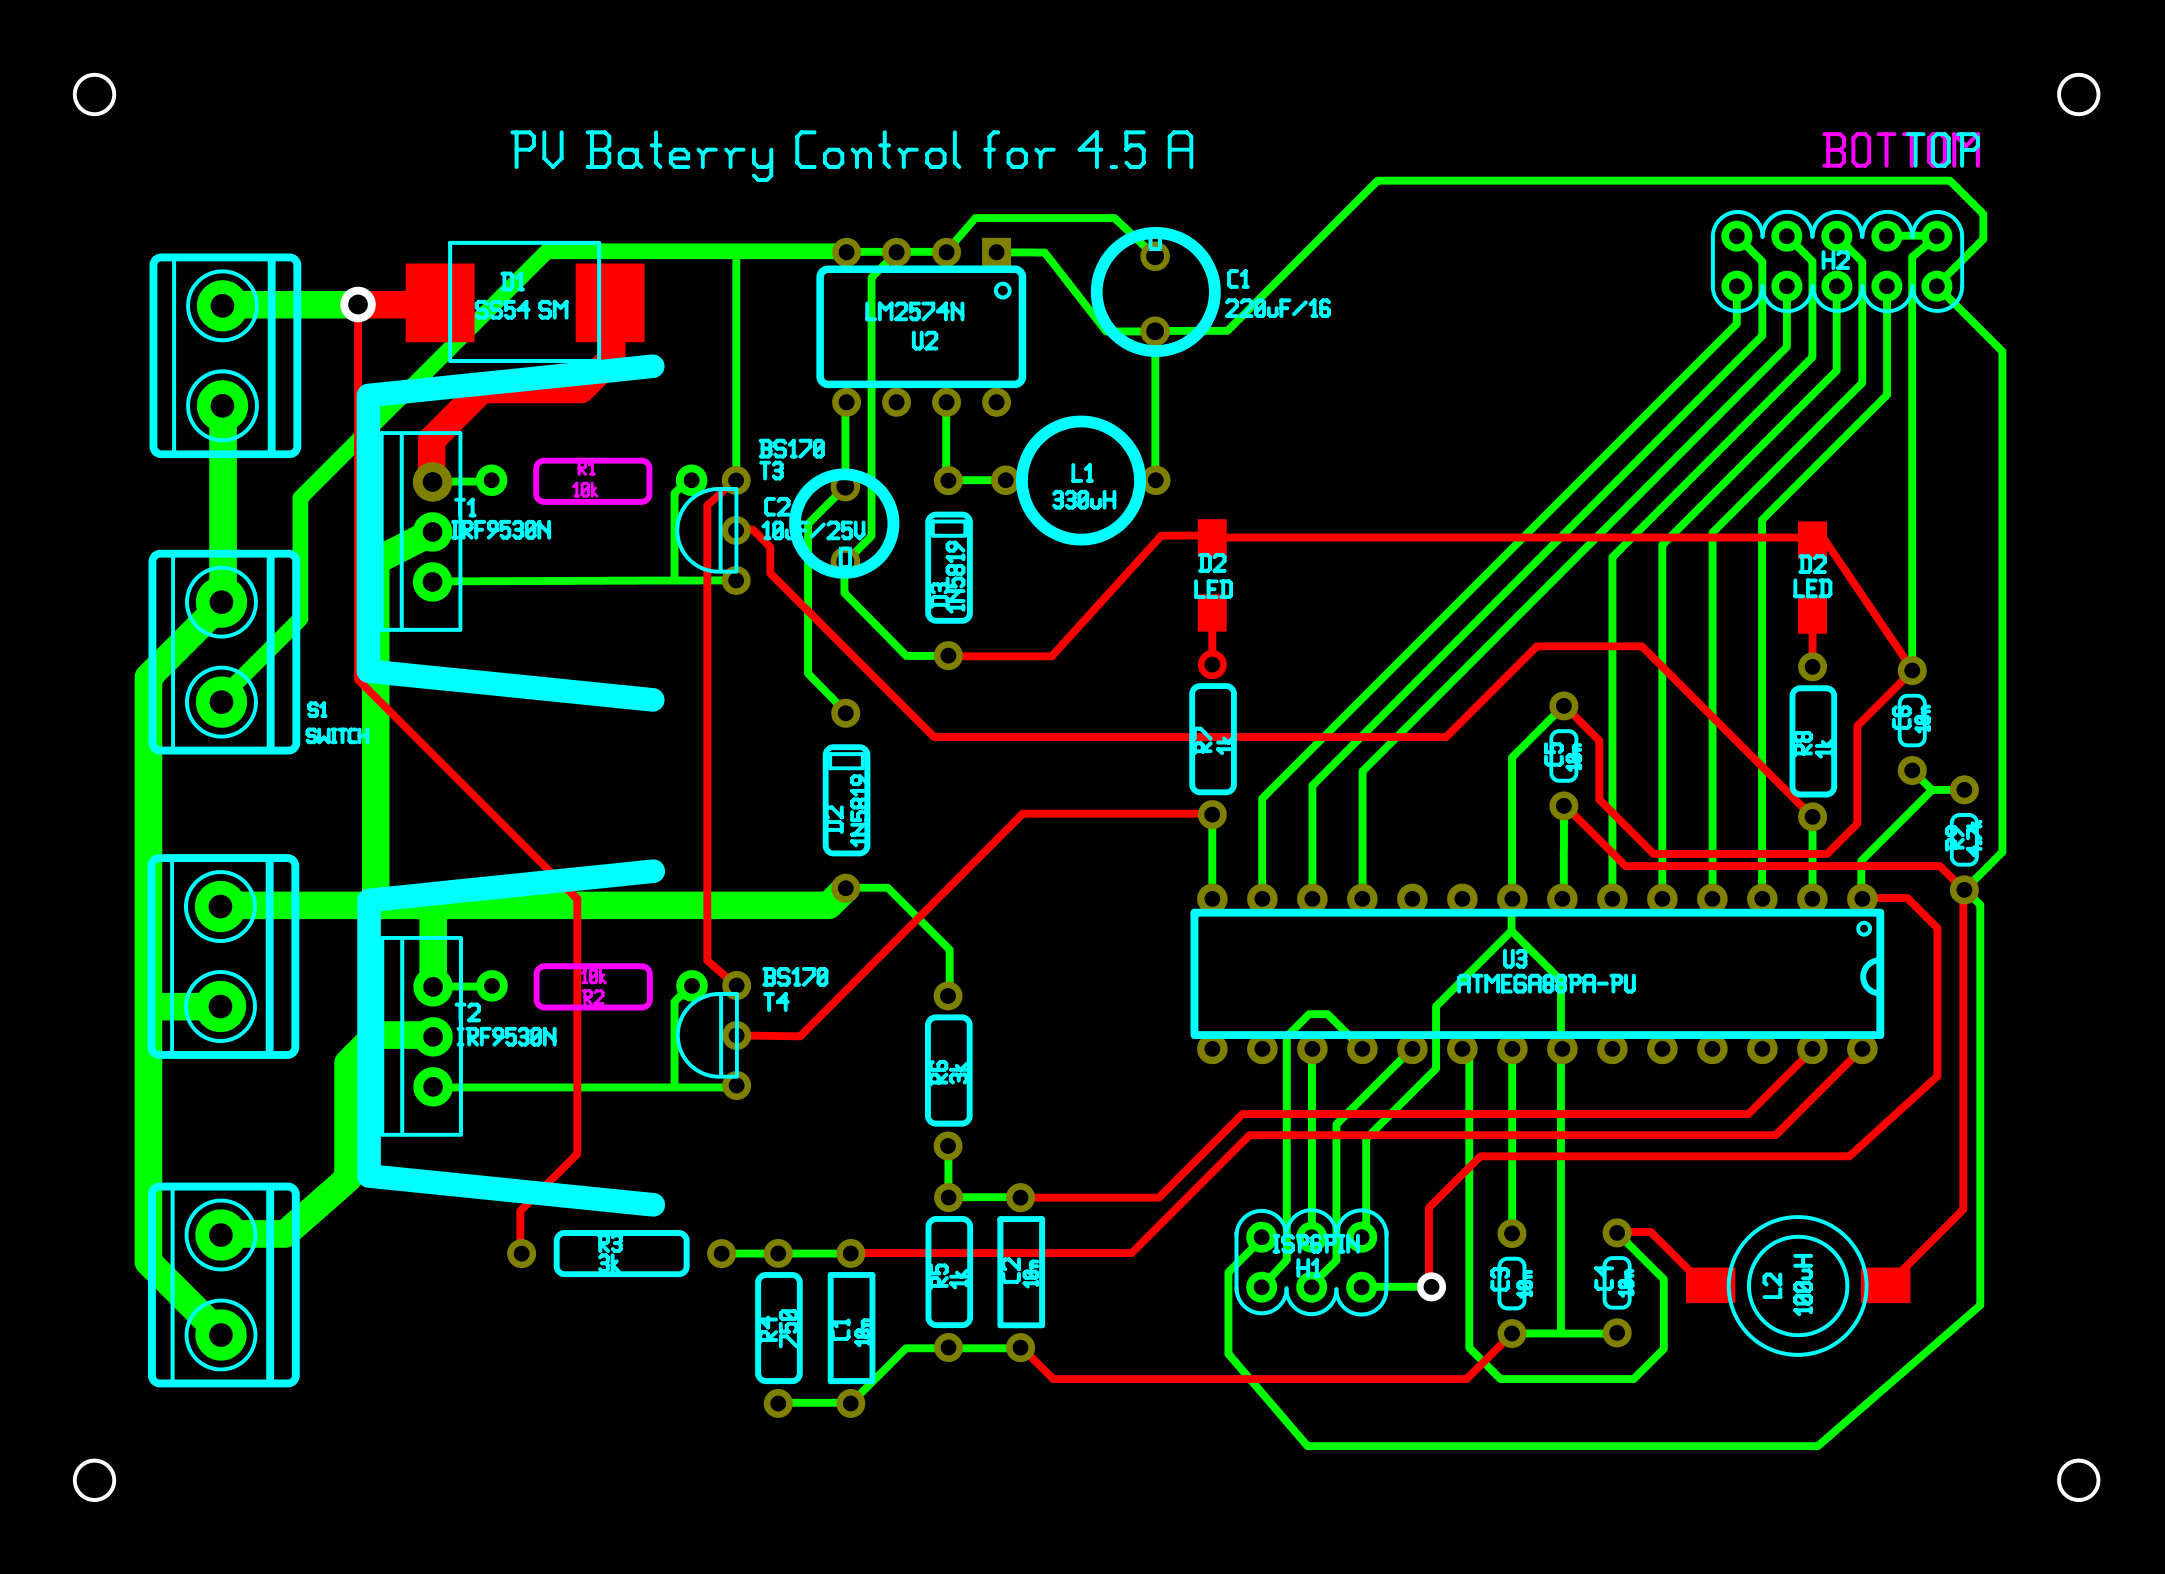 PV Baterry Control for 4.5 A
BOTTOM
TOP
D1
SS54 SM
LM2574N
U2
C1
220uF/16
H2
R1
10k
BS170
T3
L1
330uH
T1
IRF9530N
C2
10uF/25V
D3
1N5819
D2
LED
D2
LED
S1
SWITCH
R7
1k
C5
10n
R8
1k
C6
10n
D2
1N5819
R9
4.7k
U3
ATMEGA88PA-PU
10k
R2
BS170
T4
T2
IRF9530N
R6
3k
R3
3k
ISP6PIN
H1
R5
1k
C2
10n
C3
10n
C4
10n
L2
100uH
R4
750
C1
10n